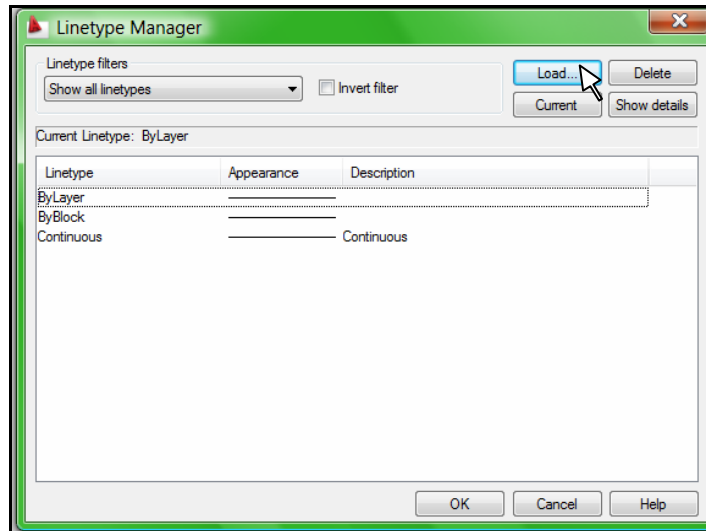 Linetype Manager
Linetype filters
Show all linetypes
Invert filter
Load...
Delete
Current
Show details
Current Linetype: ByLayer
Linetype Appearance Description
ByLayer
ByBlock
Continuous Continuous
OK Cancel Help